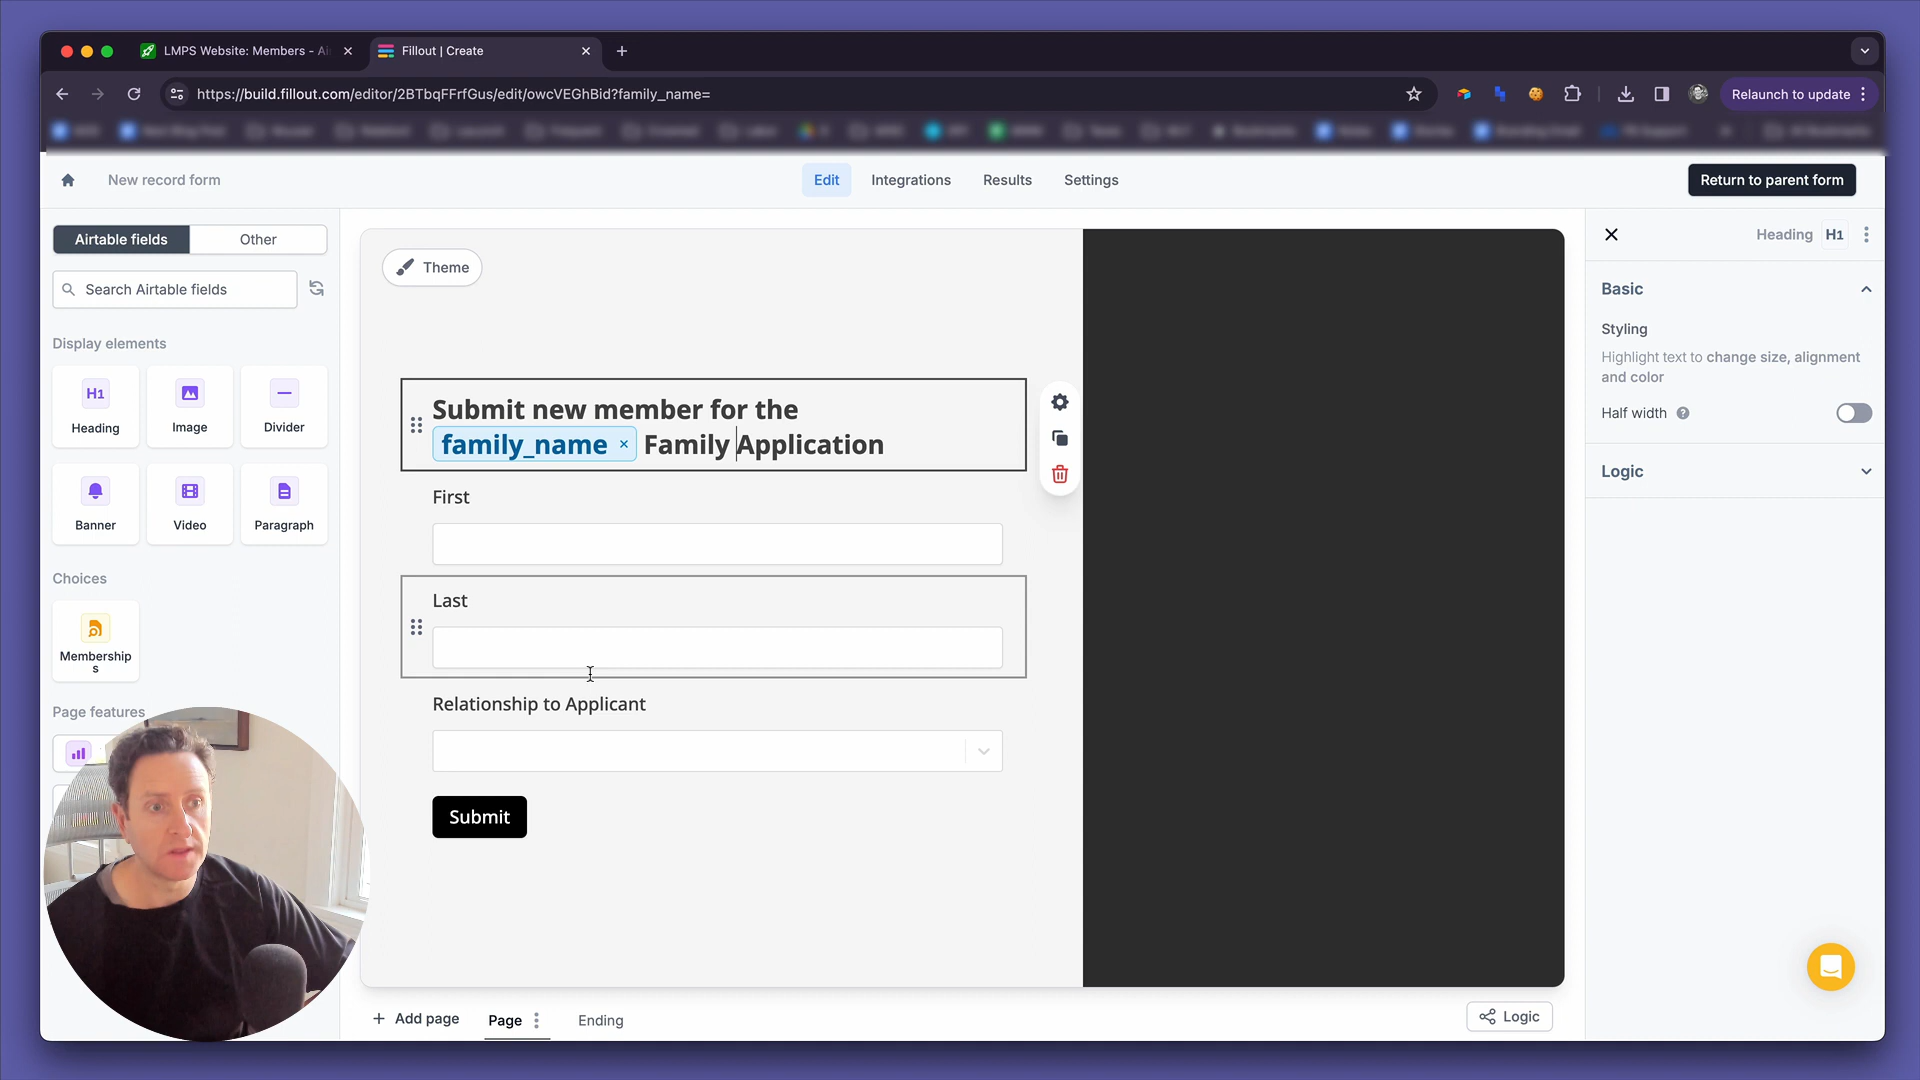 LMPS Website: Members - Ai
Fillout | Create
https://build.fillout.com/editor/2BTbqFFrfGus/edit/owcVEGhBid?family_name=
Relaunch to update
New record form
Edit
Integrations
Results
Settings
Return to parent form
Airtable fields
Other
Search Airtable fields
Display elements
H1
Heading
Image
Divider
Banner
Video
Paragraph
Choices
Membership
s
Page features
Theme
Submit new member for the
family_name × Family Application
First
Last
Relationship to Applicant
Submit
Heading H1
Basic
Styling
Highlight text to change size, alignment
and color
Half width
Logic
Add page
Page
Ending
Logic